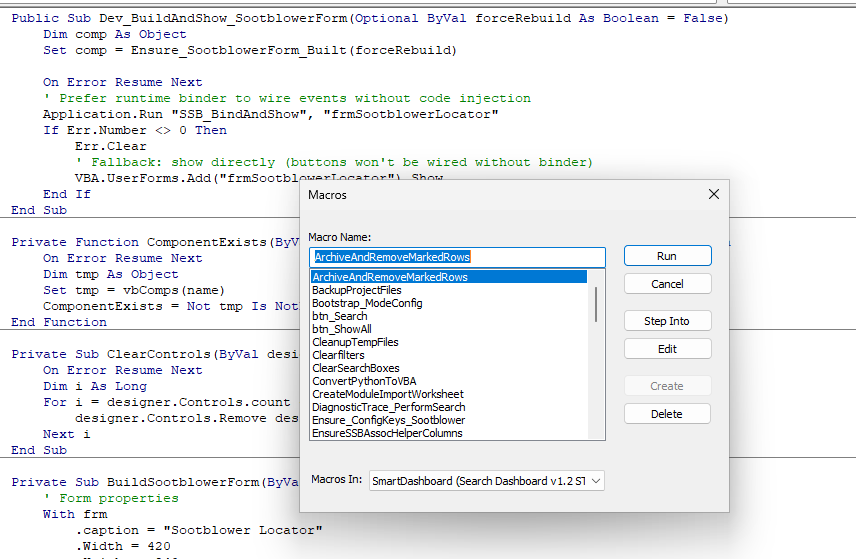 Public Sub Dev_BuildAndShow_SootblowerForm(Optional ByVal forceRebuild As Boolean = False)
Dim comp As Object
Set comp = Ensure_SootblowerForm_Built(forceRebuild)
On Error Resume Next
' Prefer runtime binder to wire events without code injection
Application.Run "SSB_BindAndShow", "frmSootblowerLocator"
If Err.Number <> 0 Then
Err.Clear
' Fallback: show directly (buttons won't be wired without binder)
VBA.UserForms.Add("frmSootblowerLocator").Show
End If
End Sub
Private Function ComponentExists(ByV
On Error Resume Next
Dim tmp As Object
Set tmp = vbComps(name)
ComponentExists = Not tmp Is Not
End Function
Private Sub ClearControls(ByVal desi
On Error Resume Next
Dim i As Long
For i = designer.Controls.count
designer.Controls.Remove des
Next i
End Sub
Private Sub BuildSootblowerForm(ByVa
' Form properties
With frm
.caption = "Sootblower Locator"
.Width = 420
Macros
Macro Name:
ArchiveAndRemoveMarkedRows
ArchiveAndRemoveMarkedRows
BackupProjectFiles
Bootstrap_ModeConfig
btn_Search
btn_ShowAll
CleanupTempFiles
Clearfilters
ClearSearchBoxes
ConvertPythonToVBA
CreateModuleImportWorksheet
DiagnosticTrace_PerformSearch
Ensure_ConfigKeys_Sootblower
EnsureSSBAssocHelperColumns
Run
Cancel
Step Into
Edit
Create
Delete
Macros In:
SmartDashboard (Search Dashboard v1.2 ST